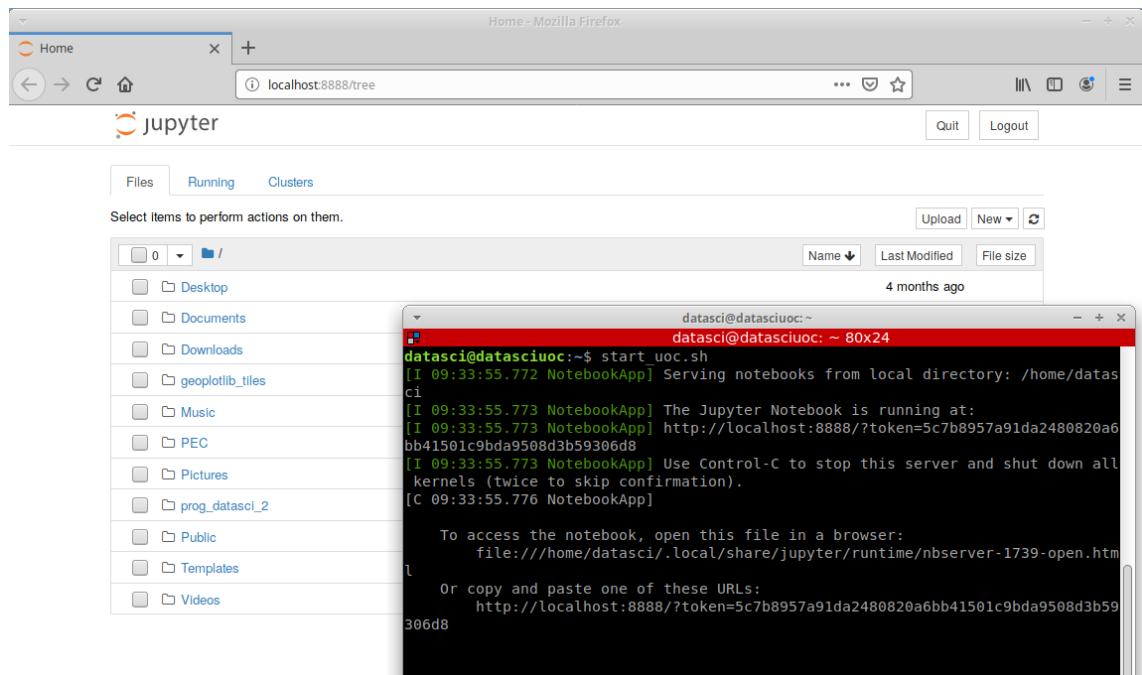 Home - Mozilla Firefox
Home
localhost:8888/tree
jupyter
Quit Logout
Files Running Clusters
Select items to perform actions on them.
Upload New
0 / Name Last Modified File size
Desktop 4 months ago
Documents
Downloads
geoplotlib_tiles
Music
PEC
Pictures
prog_datasci_2
Public
Templates
Videos
datasci@datasciuoc: ~
datasci@datasciuoc: ~ 80x24
datasci@datasciuoc:~$ start_uoc.sh
[I 09:33:55.772 NotebookApp] Serving notebooks from local directory: /home/datas
ci
[I 09:33:55.773 NotebookApp] The Jupyter Notebook is running at:
[I 09:33:55.773 NotebookApp] http://localhost:8888/?token=5c7b8957a91da2480820a6
bb41501c9bda9508d3b59306d8
[I 09:33:55.773 NotebookApp] Use Control-C to stop this server and shut down all
kernels (twice to skip confirmation).
[C 09:33:55.776 NotebookApp]
To access the notebook, open this file in a browser:
file:///home/datasci/.local/share/jupyter/runtime/nbserver-1739-open.htm
l
Or copy and paste one of these URLs:
http://localhost:8888/?token=5c7b8957a91da2480820a6bb41501c9bda9508d3b59
306d8